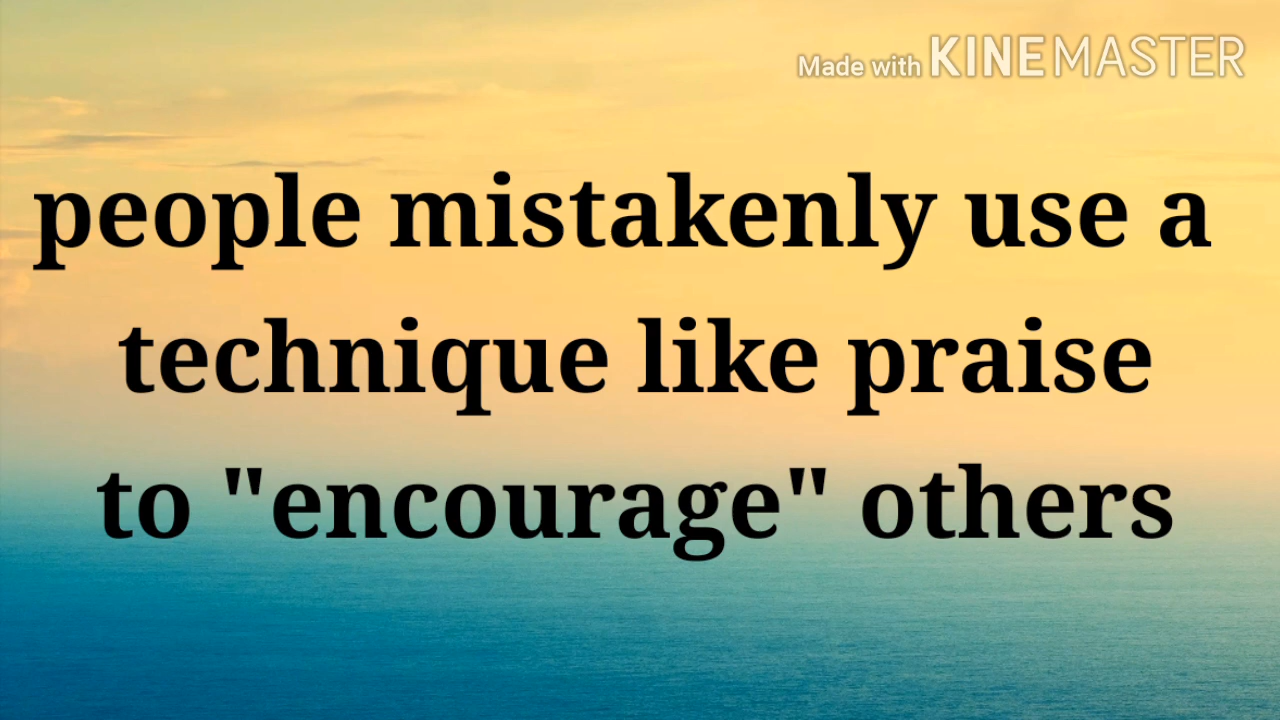 Made with KINEMASTER
people mistakenly use a
technique like praise
to "encourage" others